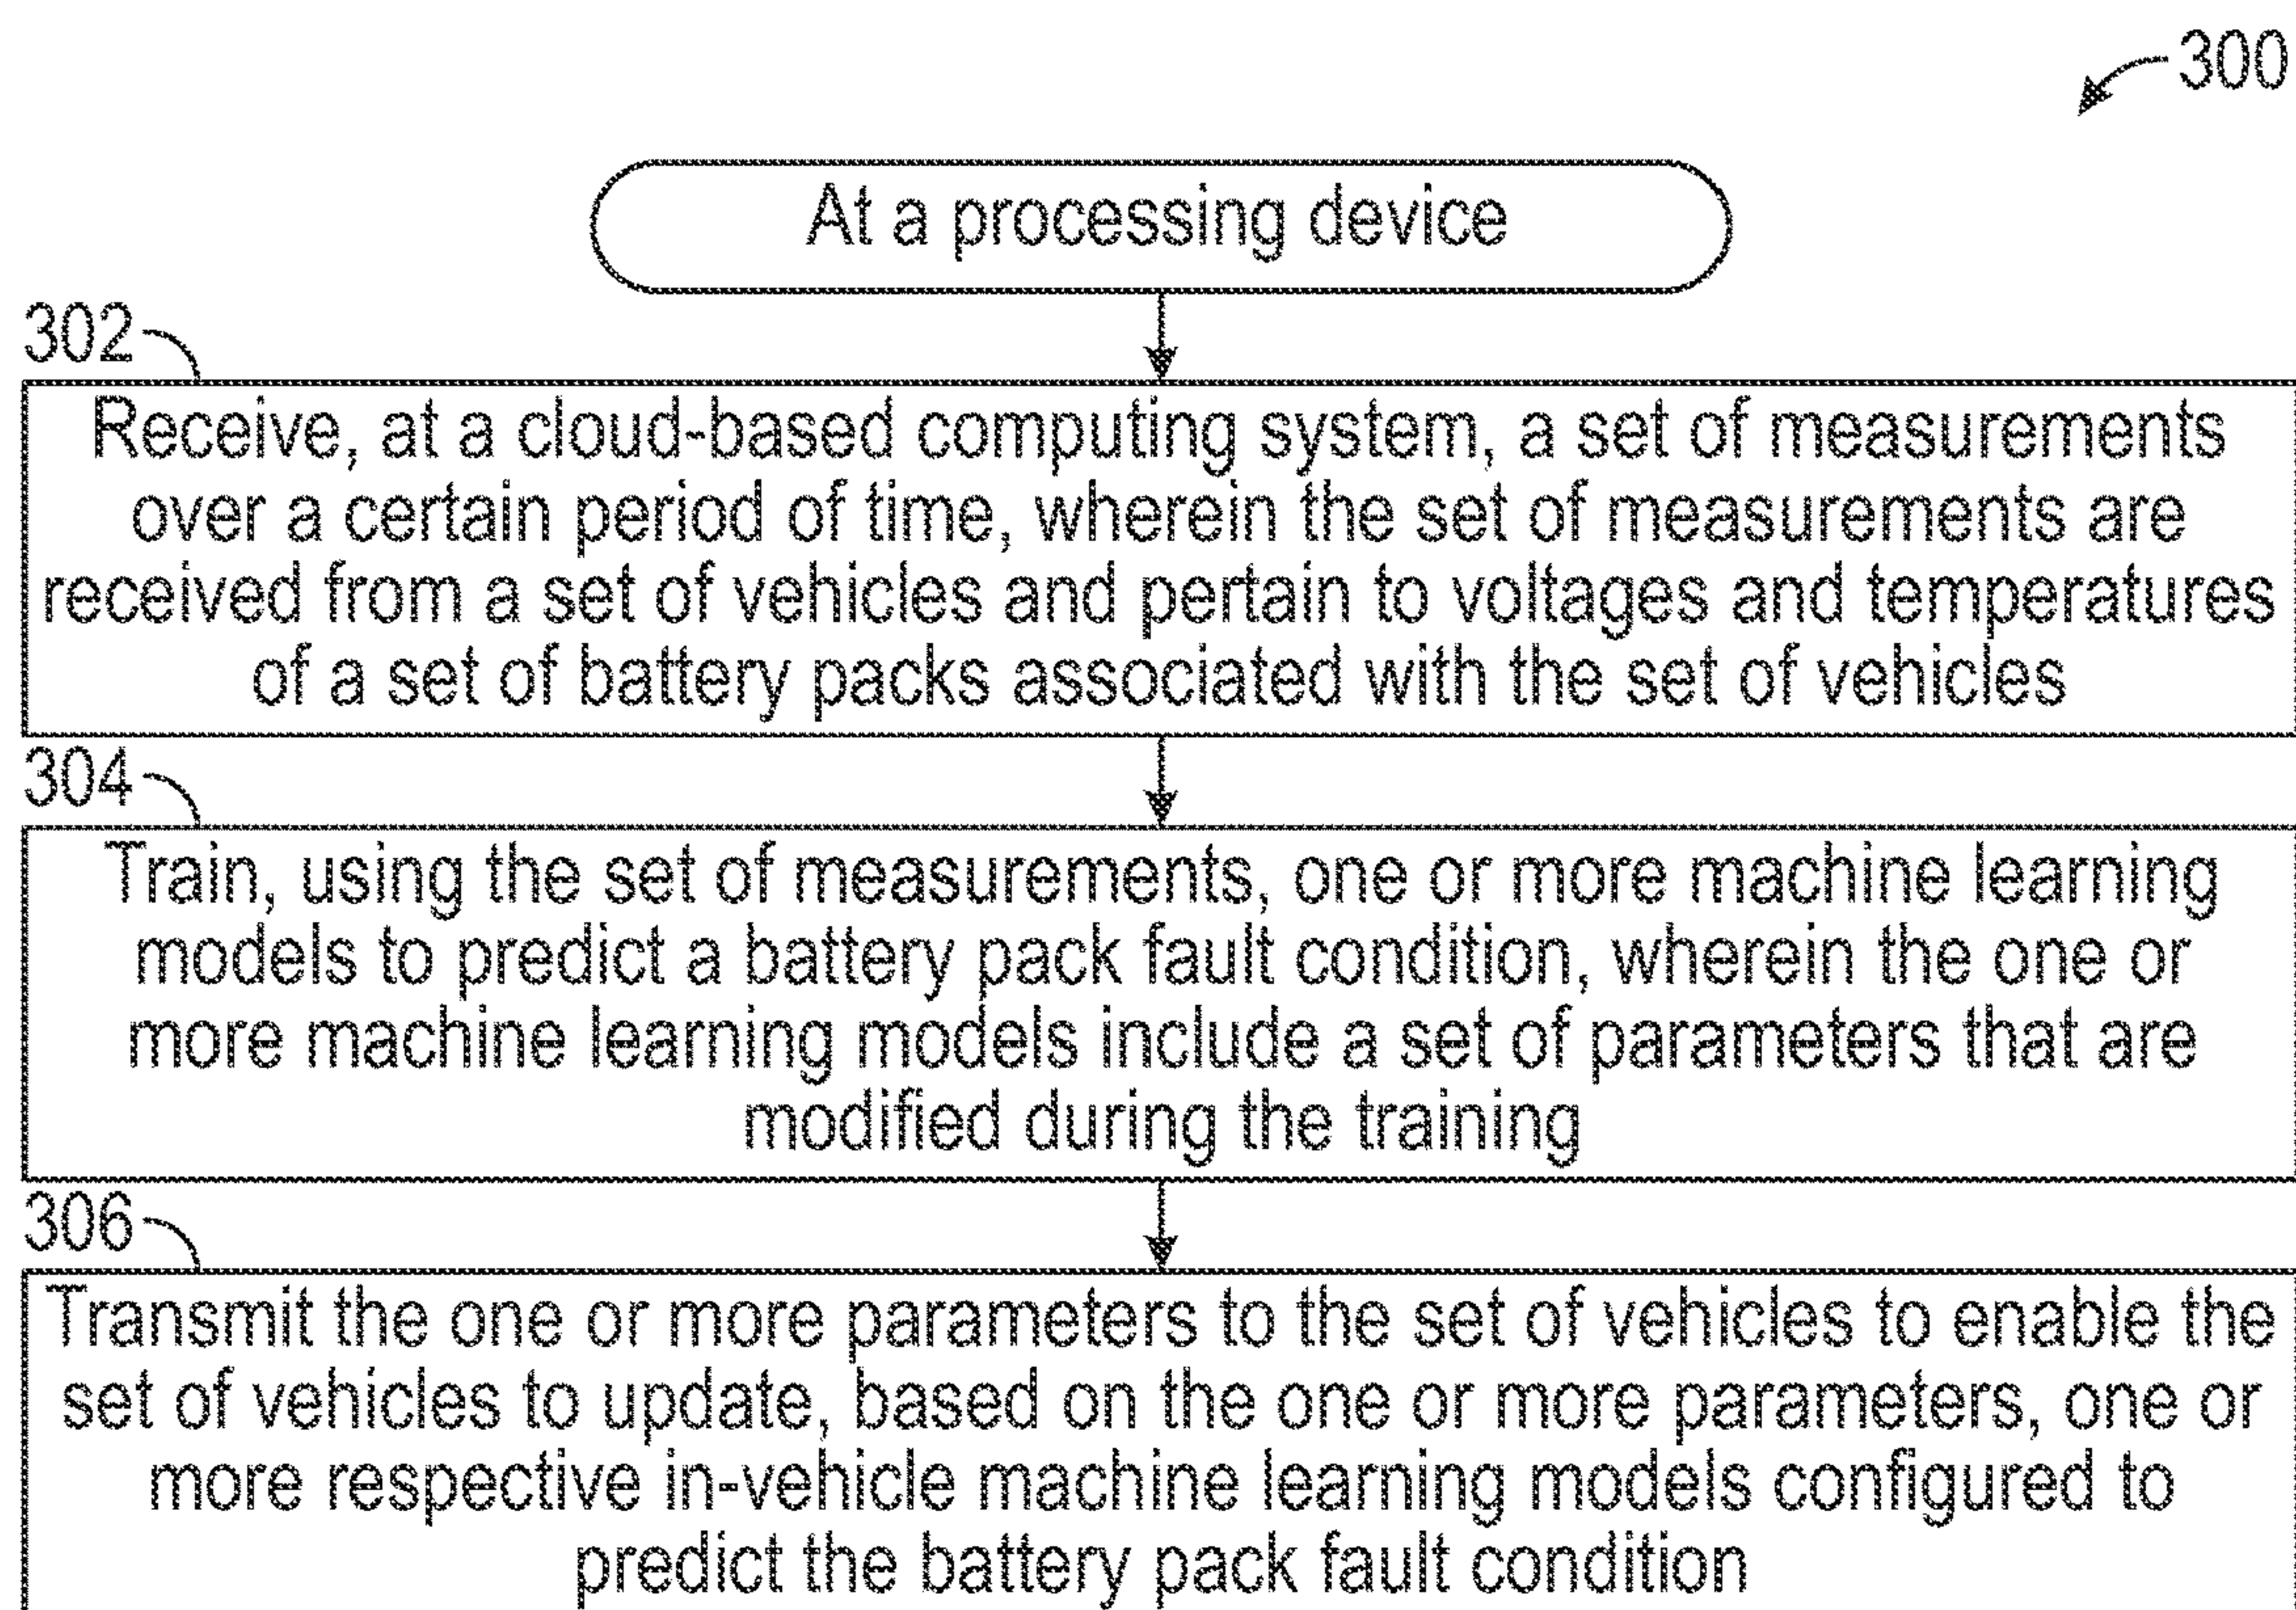 300
At a processing device
302
Receive, at a cloud-based computing system, a set of measurements
over a certain period of time, wherein the set of measurements are
received from a set of vehicles and pertain to voltages and temperatures
of a set of battery packs associated with the set of vehicles
304
Train, using the set of measurements, one or more machine learning
models to predict a battery pack fault condition, wherein the one or
more machine learning models include a set of parameters that are
modified during the training
306
Transmit the one or more parameters to the set of vehicles to enable the
set of vehicles to update, based on the one or more parameters, one or
more respective in-vehicle machine learning models configured to
predict the battery pack fault condition